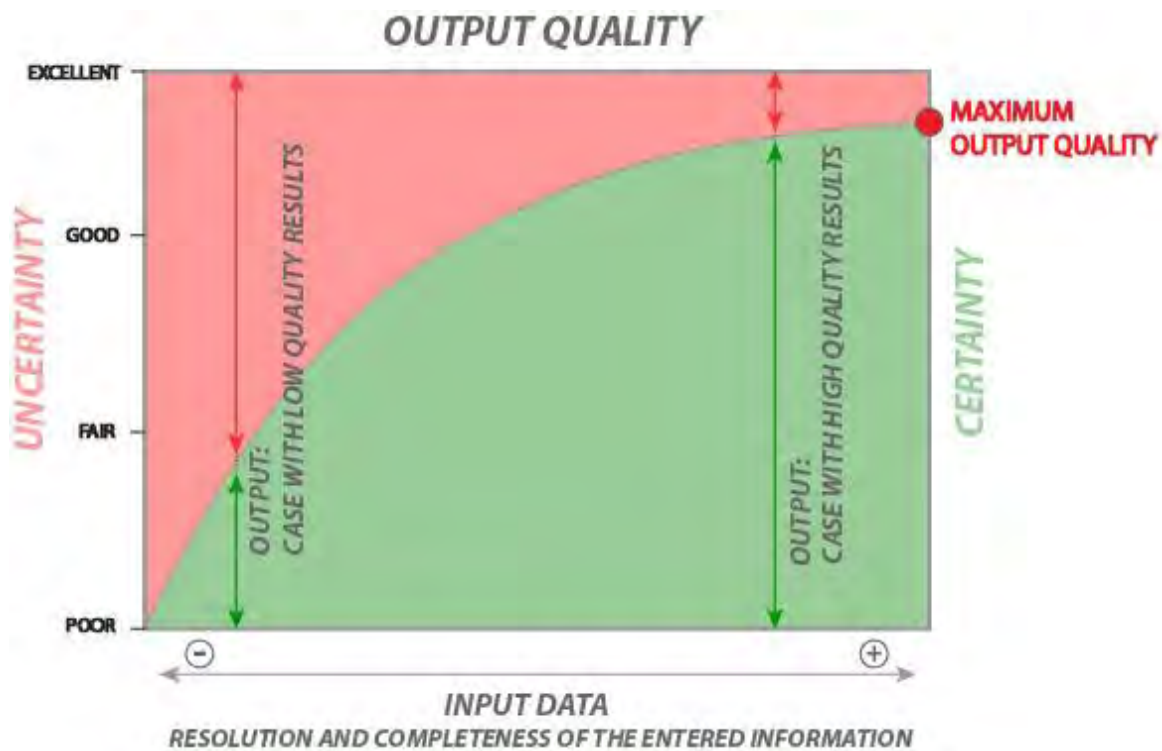 OUTPUT QUALITY
EXCELLENT
GOOD
FAIR
POOR
UNCERTAINTY
OUTPUT:
CASE WITH LOW QUALITY RESULTS
OUTPUT:
CASE WITH HIGH QUALITY RESULTS
MAXIMUM
OUTPUT QUALITY
CERTAINTY
-
+
INPUT DATA
RESOLUTION AND COMPLETENESS OF THE ENTERED INFORMATION